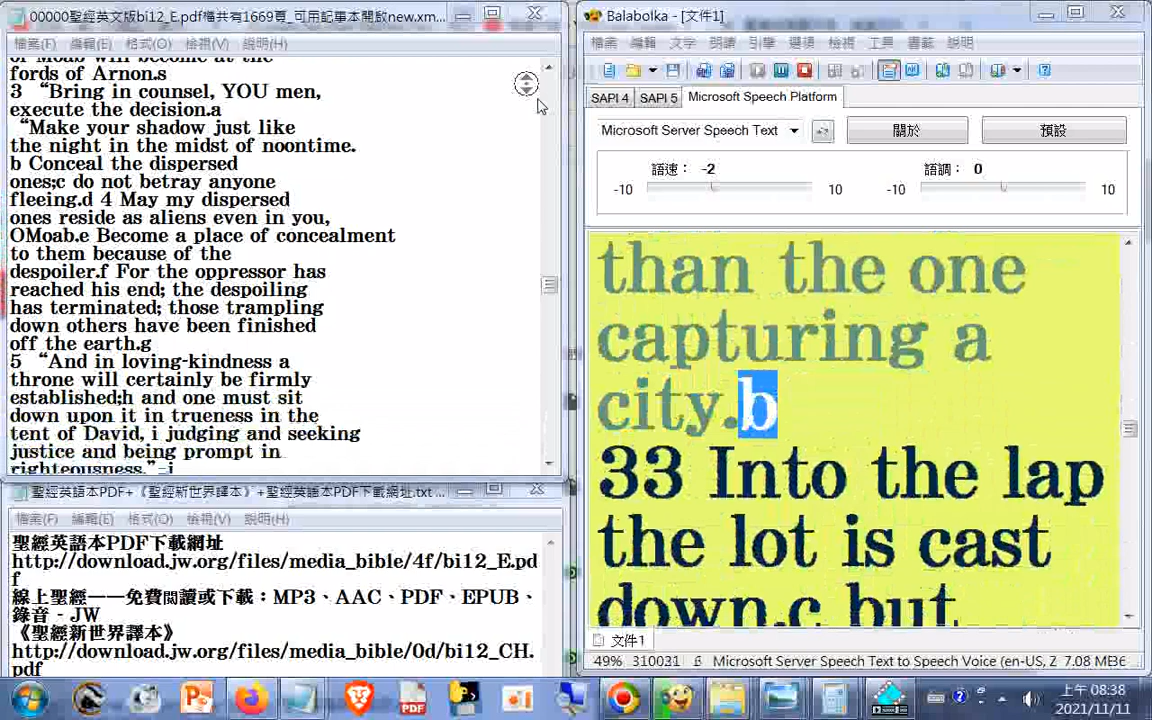 00000聖經英文版bi12_E.pdf檔共有1669頁_可用記事本開啟new.xm...
檔案(F) 編輯(E) 格式(O) 檢視(V) 說明(H)
of Moab will become at the
fords of Arnon.s
3 “Bring in counsel, YOU men,
execute the decision.a
“Make your shadow just like
the night in the midst of noontime.
b Conceal the dispersed
ones;c do not betray anyone
fleeing.d 4 May my dispersed
ones reside as aliens even in you,
OMoab.e Become a place of concealment
to them because of the
despoiler.f For the oppressor has
reached his end; the despoiling
has terminated; those trampling
down others have been finished
off the earth.g
5 “And in loving-kindness a
throne will certainly be firmly
established;h and one must sit
down upon it in trueness in the
tent of David, i judging and seeking
justice and being prompt in
righteousness.”=j
聖經英語本PDF+《聖經新世界譯本》+聖經英語本PDF下載網址.txt ...
檔案(F) 編輯(E) 格式(O) 檢視(V) 說明(H)
聖經英語本PDF下載網址
http://download.jw.org/files/media_bible/4f/bi12_E.pd
f
線上聖經——免費閱讀或下載：MP3、AAC、PDF、EPUB、
錄音 - JW
《聖經新世界譯本》
http://download.jw.org/files/media_bible/0d/bi12_CH.
pdf
Balabolka - [文件1]
檔案 編輯 文字 朗讀 引擎 選項 檢視 工具 書籤 說明
SAPI 4 SAPI 5 Microsoft Speech Platform
Microsoft Server Speech Text 關於 預設
語速： -2 語調： 0
-10 10 -10 10
than the one
capturing a
city.b
33 Into the lap
the lot is cast
down,c but
文件1
49% 310031 Microsoft Server Speech Text to Speech Voice (en-US, Z 7.08 MB
上午 08:38
2021/11/11